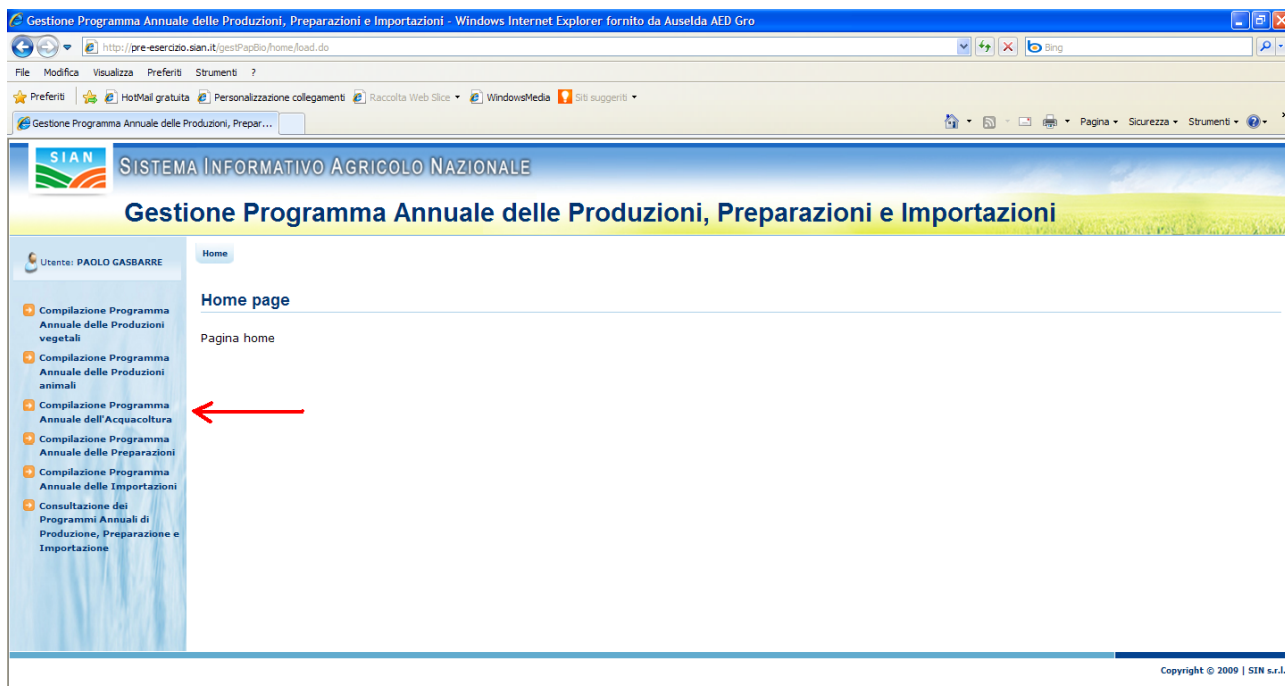 Gestione Programma Annuale delle Produzioni, Preparazioni e Importazioni - Windows Internet Explorer fornito da Auselda AED Gro
http://pre-esercizio.sian.it/gestPapBio/home/load.do
Bing
File Modifica Visualizza Preferiti Strumenti ?
Preferiti HotMail gratuita Personalizzazione collegamenti Raccolta Web Slice WindowsMedia Siti suggeriti
Gestione Programma Annuale delle Produzioni, Prepar...
Pagina Sicurezza Strumenti
SIAN
SISTEMA INFORMATIVO AGRICOLO NAZIONALE
Gestione Programma Annuale delle Produzioni, Preparazioni e Importazioni
Utente: PAOLO GASBARRE
Home
Compilazione Programma
Annuale delle Produzioni
vegetali
Compilazione Programma
Annuale delle Produzioni
animali
Compilazione Programma
Annuale dell'Acquacoltura
Compilazione Programma
Annuale delle Preparazioni
Compilazione Programma
Annuale delle Importazioni
Consultazione dei
Programmi Annuali di
Produzione, Preparazione e
Importazione
Home page
Pagina home
Copyright © 2009 | SIN s.r.l.